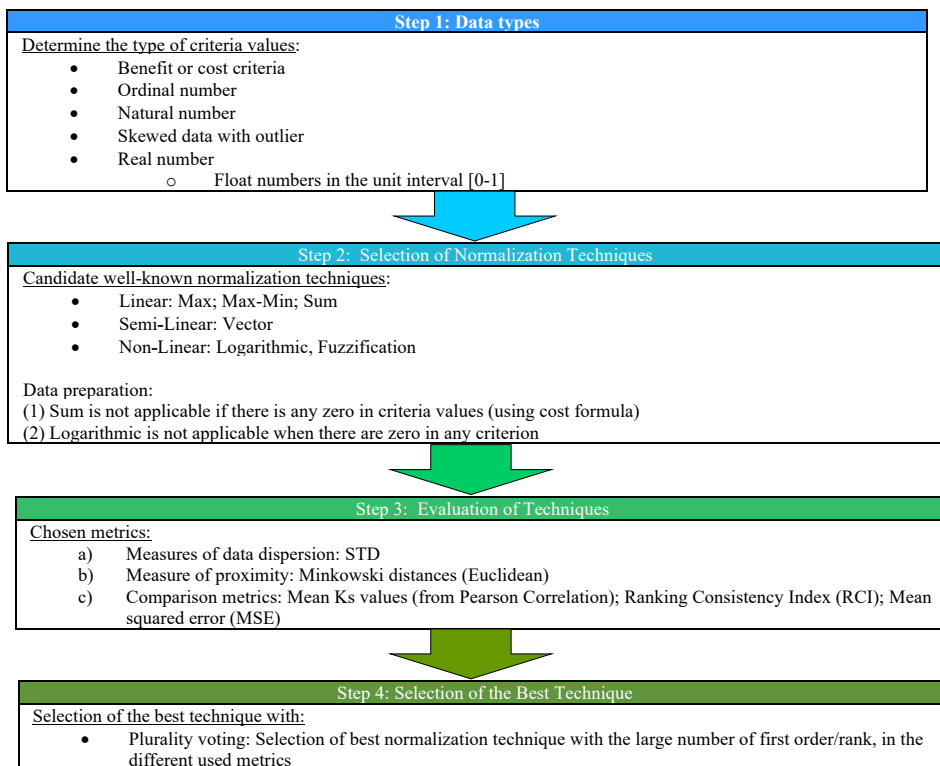 Step 1: Data types
Determine the type of criteria values:
• Benefit or cost criteria
• Ordinal number
• Natural number
• Skewed data with outlier
• Real number
o Float numbers in the unit interval [0-1]
Step 2: Selection of Normalization Techniques
Candidate well-known normalization techniques:
• Linear: Max; Max-Min; Sum
• Semi-Linear: Vector
• Non-Linear: Logarithmic, Fuzzification
Data preparation:
(1) Sum is not applicable if there is any zero in criteria values (using cost formula)
(2) Logarithmic is not applicable when there are zero in any criterion
Step 3: Evaluation of Techniques
Chosen metrics:
a) Measures of data dispersion: STD
b) Measure of proximity: Minkowski distances (Euclidean)
c) Comparison metrics: Mean Ks values (from Pearson Correlation); Ranking Consistency Index (RCI); Mean
squared error (MSE)
Step 4: Selection of the Best Technique
Selection of the best technique with:
• Plurality voting: Selection of best normalization technique with the large number of first order/rank, in the
different used metrics